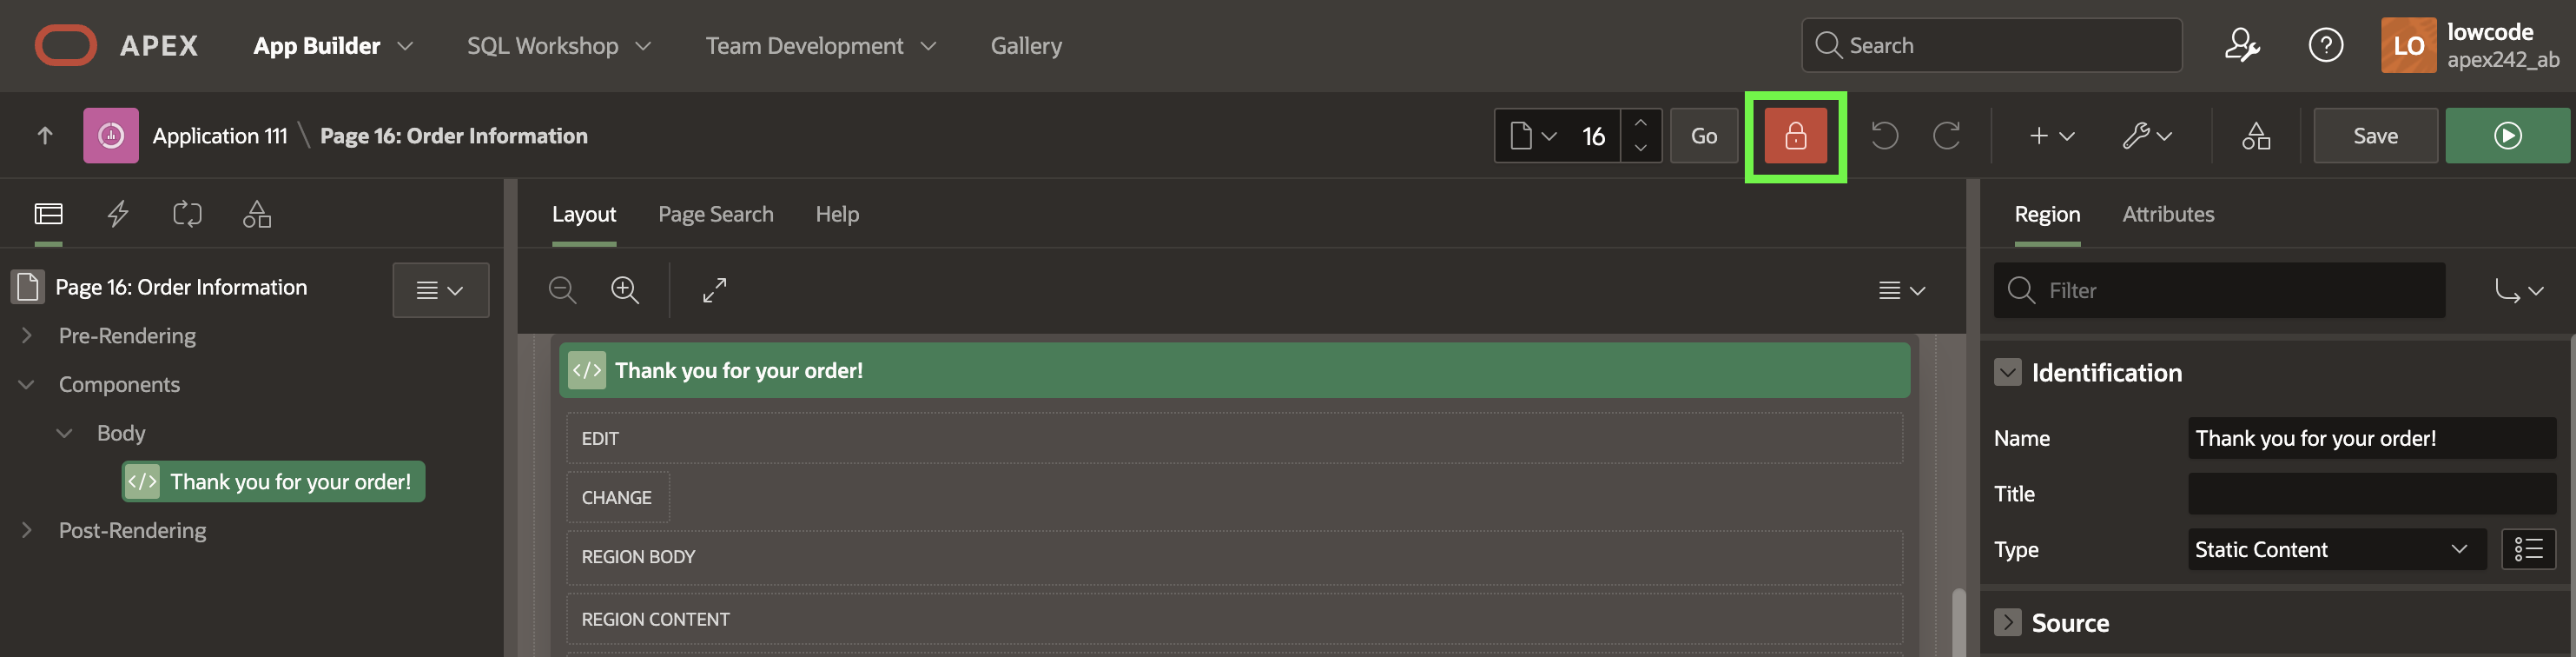 APEX App Builder SQL Workshop Team Development Gallery Search ? LO lowcode
apex242_ab
Application 111 \ Page 16: Order Information 16 Go Save
Layout Page Search Help
Region Attributes
Page 16: Order Information
Filter
Pre-Rendering
Components
Body
</> Thank you for your order!
Post-Rendering
</> Thank you for your order!
EDIT
CHANGE
REGION BODY
REGION CONTENT
Identification
Name Thank you for your order!
Title
Type Static Content
Source